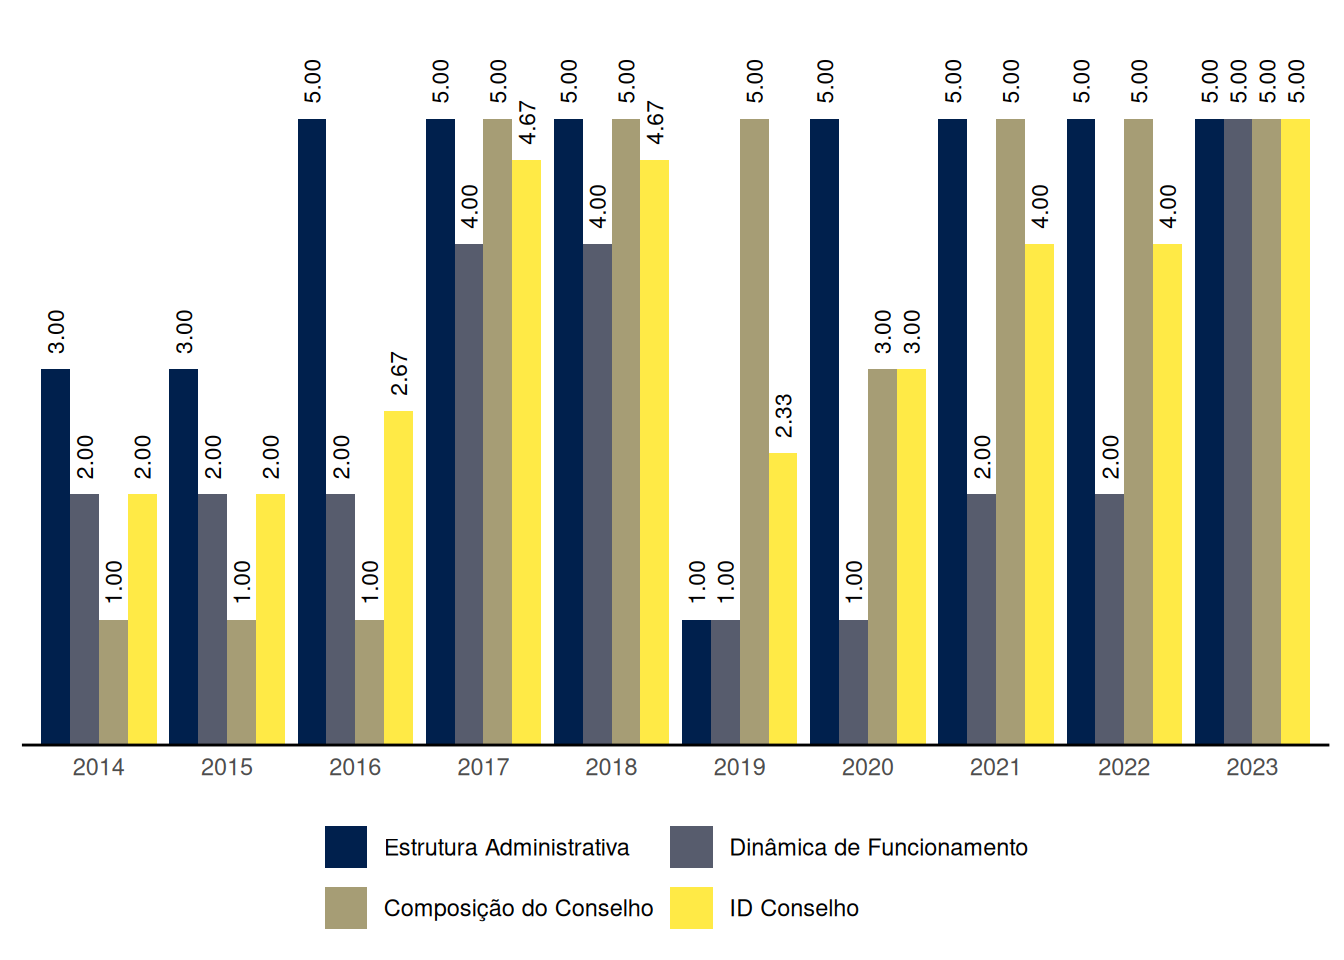 3.00 2.00 1.00 2.00
3.00 2.00 1.00 2.00
5.00 2.00 1.00 2.67
5.00 4.00 5.00 4.67
5.00 4.00 5.00 4.67
1.00 1.00 5.00 2.33
5.00 1.00 3.00 3.00
5.00 2.00 5.00 4.00
5.00 2.00 5.00 4.00
5.00 5.00 5.00 5.00
2014 2015 2016 2017 2018 2019 2020 2021 2022 2023
Estrutura Administrativa Dinâmica de Funcionamento
Composição do Conselho ID Conselho